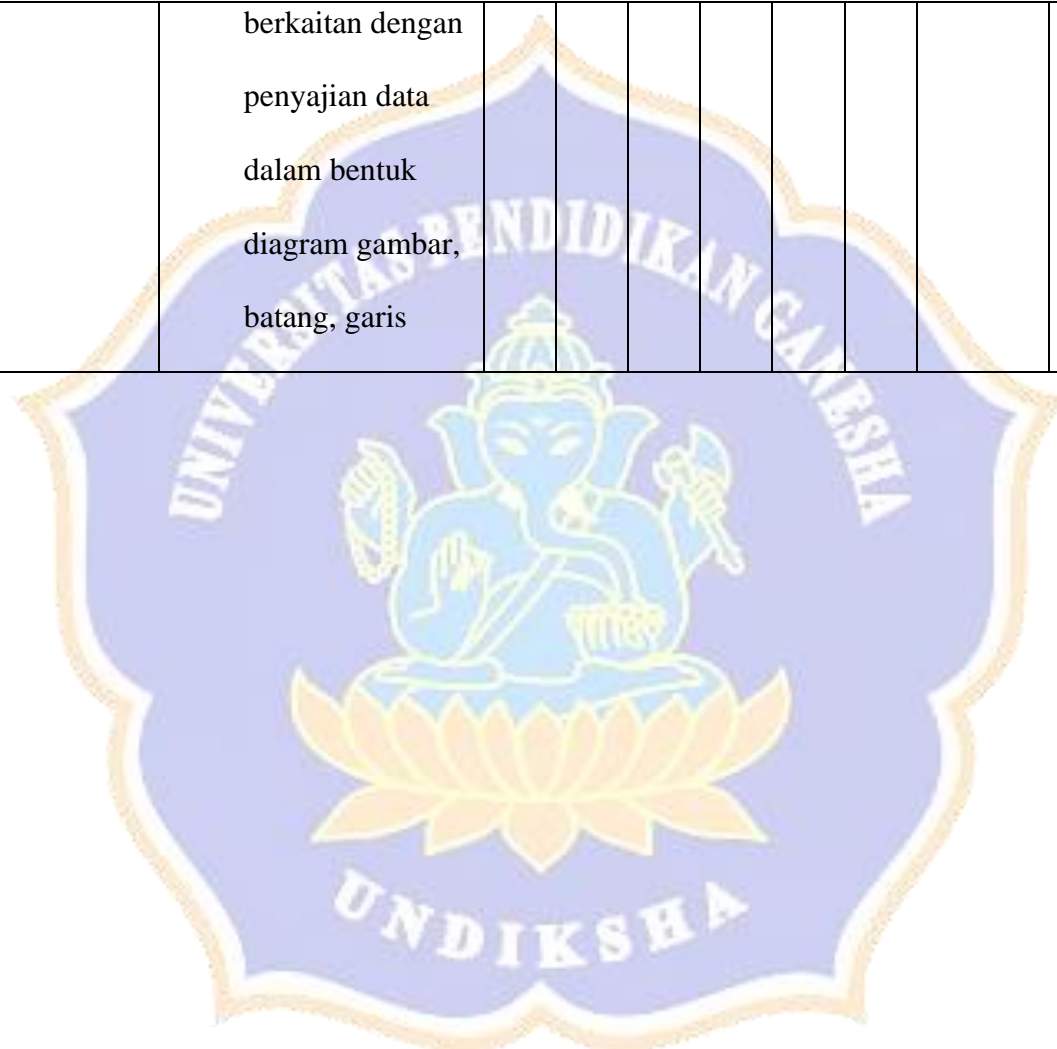 berkaitan dengan
penyajian data
dalam bentuk
diagram gambar,
batang, garis
UNIVERSITAS PENDIDIKAN GANESHA
UNDIKSHA